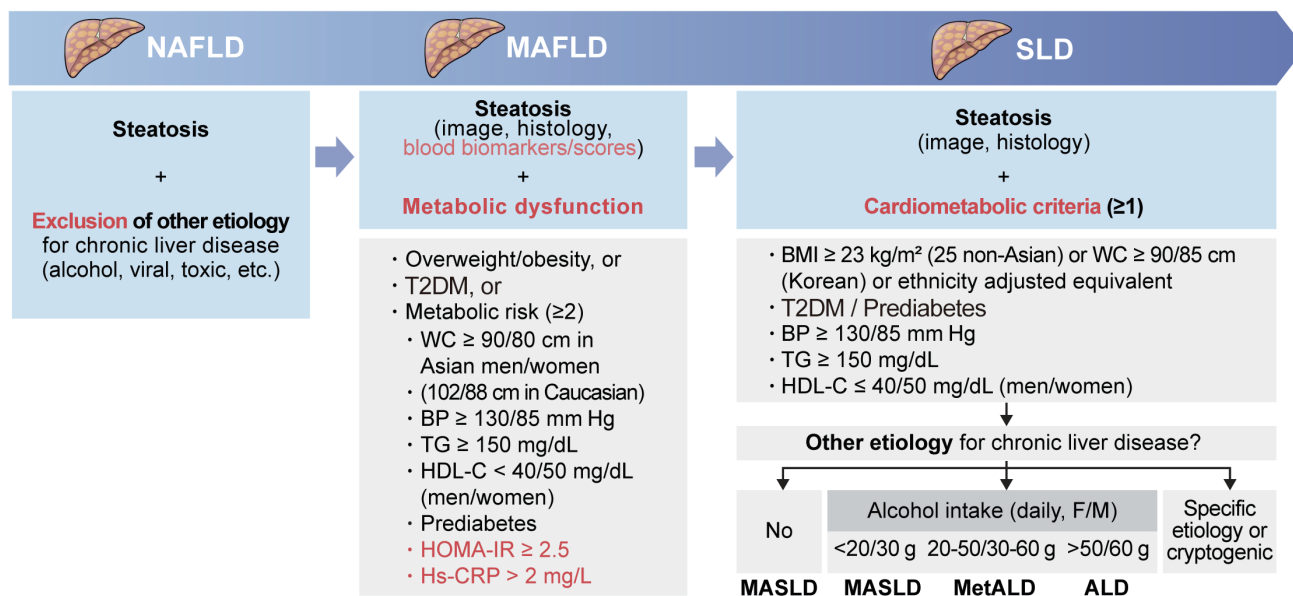 NAFLD
MAFLD
SLD
Steatosis
+
Exclusion of other etiology
for chronic liver disease
(alcohol, viral, toxic, etc.)
Steatosis
(image, histology,
blood biomarkers/scores)
+
Metabolic dysfunction
· Overweight/obesity, or
· T2DM, or
· Metabolic risk (≥2)
· WC ≥ 90/80 cm in
Asian men/women
· (102/88 cm in Caucasian)
· BP ≥ 130/85 mm Hg
· TG ≥ 150 mg/dL
· HDL-C < 40/50 mg/dL
(men/women)
· Prediabetes
· HOMA-IR ≥ 2.5
· Hs-CRP > 2 mg/L
Steatosis
(image, histology)
+
Cardiometabolic criteria (≥1)
· BMI ≥ 23 kg/m² (25 non-Asian) or WC ≥ 90/85 cm
(Korean) or ethnicity adjusted equivalent
· T2DM / Prediabetes
· BP ≥ 130/85 mm Hg
· TG ≥ 150 mg/dL
· HDL-C ≤ 40/50 mg/dL (men/women)
Other etiology for chronic liver disease?
No
MASLD
Alcohol intake (daily, F/M)
<20/30 g 20-50/30-60 g >50/60 g
MASLD MetALD ALD
Specific
etiology or
cryptogenic